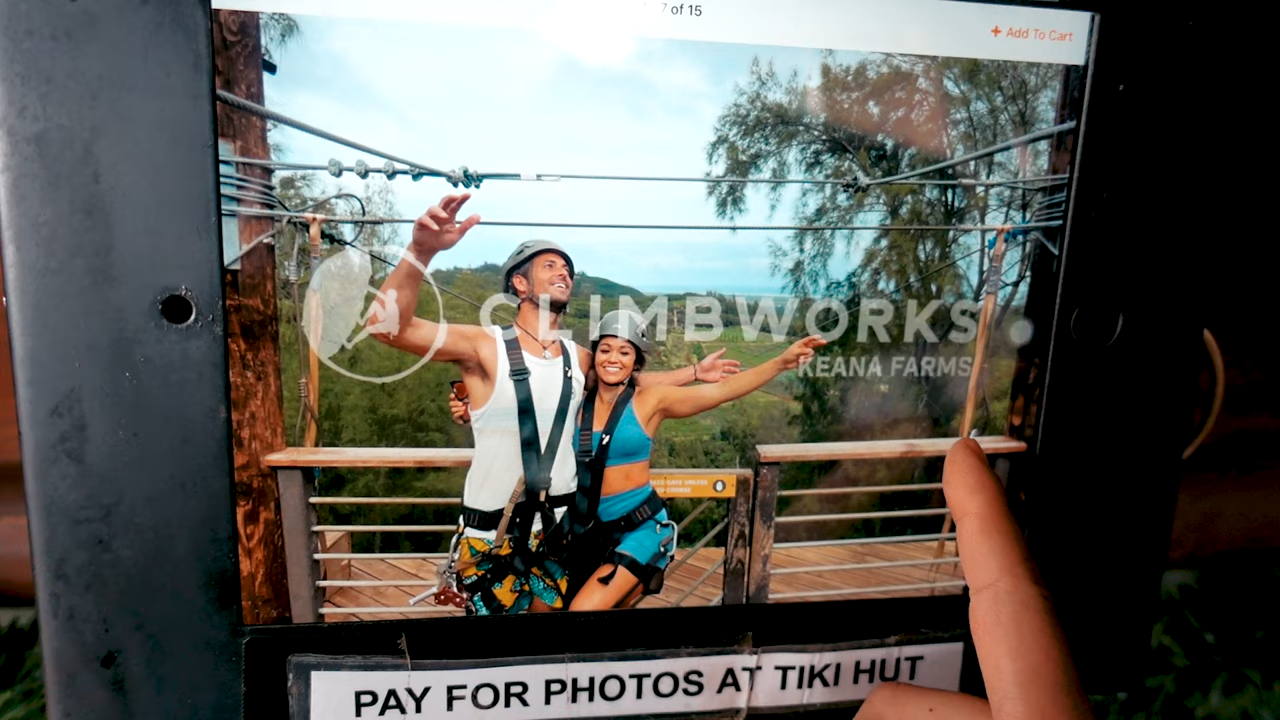 7 of 15
+ Add To Cart
CLIMBWORKS
KEANA FARMS
PAY FOR PHOTOS AT TIKI HUT